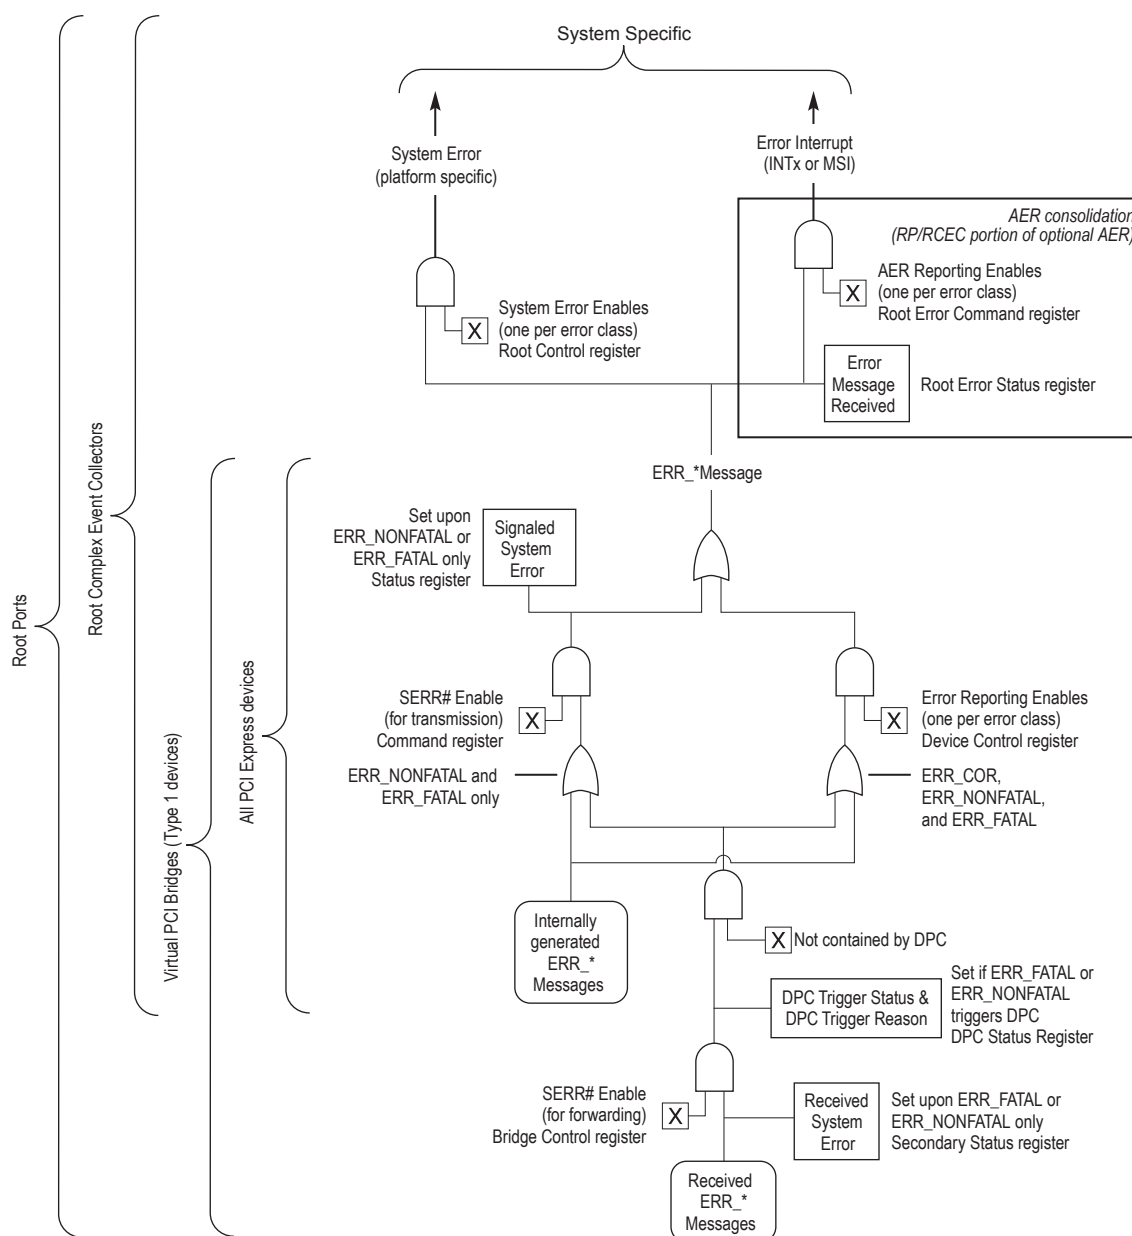 System Specific
System Error
(platform specific)
Error Interrupt
(INTx or MSI)
AER consolidation
(RP/RCEC portion of optional AER)
X
AER Reporting Enables
(one per error class)
Root Error Command register
X
System Error Enables
(one per error class)
Root Control register
Error
Message
Received
Root Error Status register
ERR_*Message
Set upon
ERR_NONFATAL or
ERR_FATAL only
Status register
Signaled
System
Error
SERR# Enable
(for transmission)
Command register
X
X
Error Reporting Enables
(one per error class)
Device Control register
ERR_NONFATAL and
ERR_FATAL only
ERR_COR,
ERR_NONFATAL,
and ERR_FATAL
Internally
generated
ERR_*
Messages
X
Not contained by DPC
DPC Trigger Status &
DPC Trigger Reason
Set if ERR_FATAL or
ERR_NONFATAL
triggers DPC
DPC Status Register
SERR# Enable
(for forwarding)
Bridge Control register
X
Received
System
Error
Set upon ERR_FATAL or
ERR_NONFATAL only
Secondary Status register
Received
ERR_*
Messages
Root Ports
Root Complex Event Collectors
Virtual PCI Bridges (Type 1 devices)
All PCI Express devices